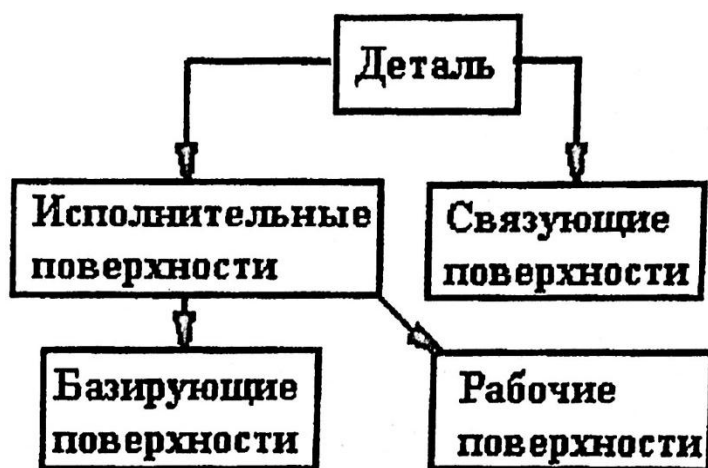 Деталь
Исполнительные
поверхности
Связующие
поверхности
Базирующие
поверхности
Рабочие
поверхности